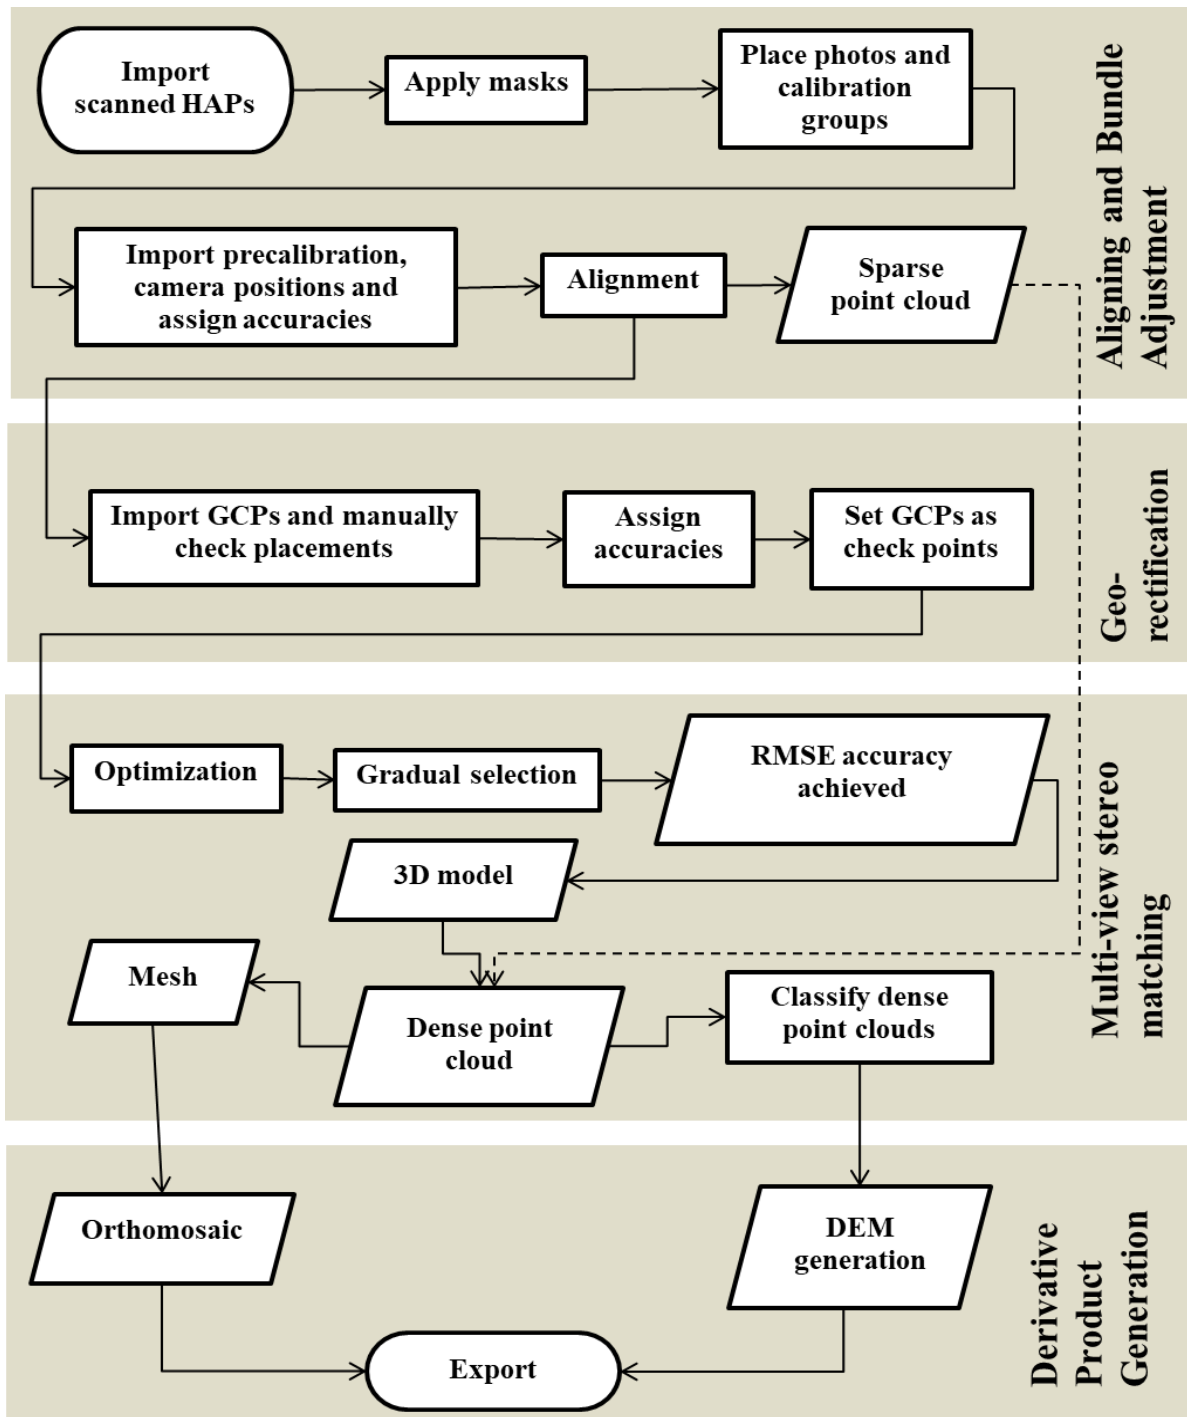 Import
scanned HAPs
Apply masks
Place photos and
calibration
groups
Import precalibration,
camera positions and
assign accuracies
Alignment
Sparse
point cloud
Aligning and Bundle
Adjustment
Import GCPs and manually
check placements
Assign
accuracies
Set GCPs as
check points
Geo-
rectification
Optimization
Gradual selection
RMSE accuracy
achieved
3D model
Mesh
Dense point
cloud
Classify dense
point clouds
Multi-view stereo
matching
Orthomosaic
DEM
generation
Export
Derivative
Product
Generation